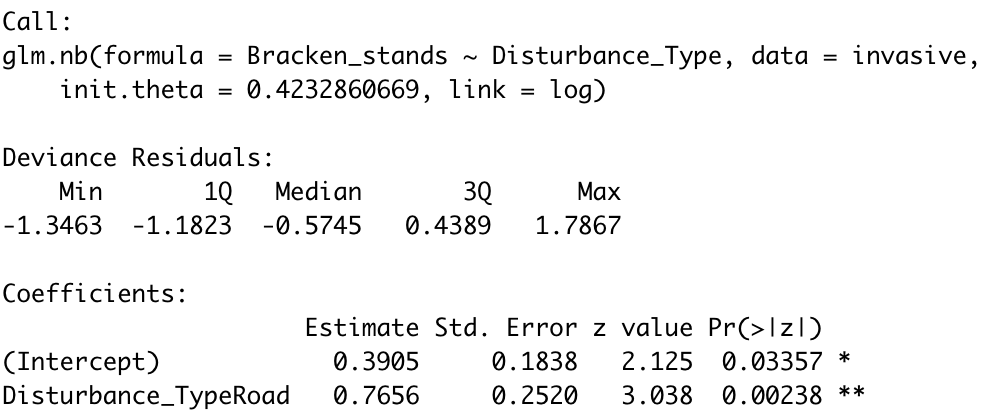 Call:
glm.nb(formula = Bracken_stands ~ Disturbance_Type, data = invasive,
    init.theta = 0.4232860669, link = log)

Deviance Residuals:
    Min       1Q   Median       3Q      Max
-1.3463  -1.1823  -0.5745   0.4389   1.7867

Coefficients:
                     Estimate Std. Error z value Pr(>|z|)
(Intercept)            0.3905     0.1838   2.125  0.03357 *
Disturbance_TypeRoad   0.7656     0.2520   3.038  0.00238 **